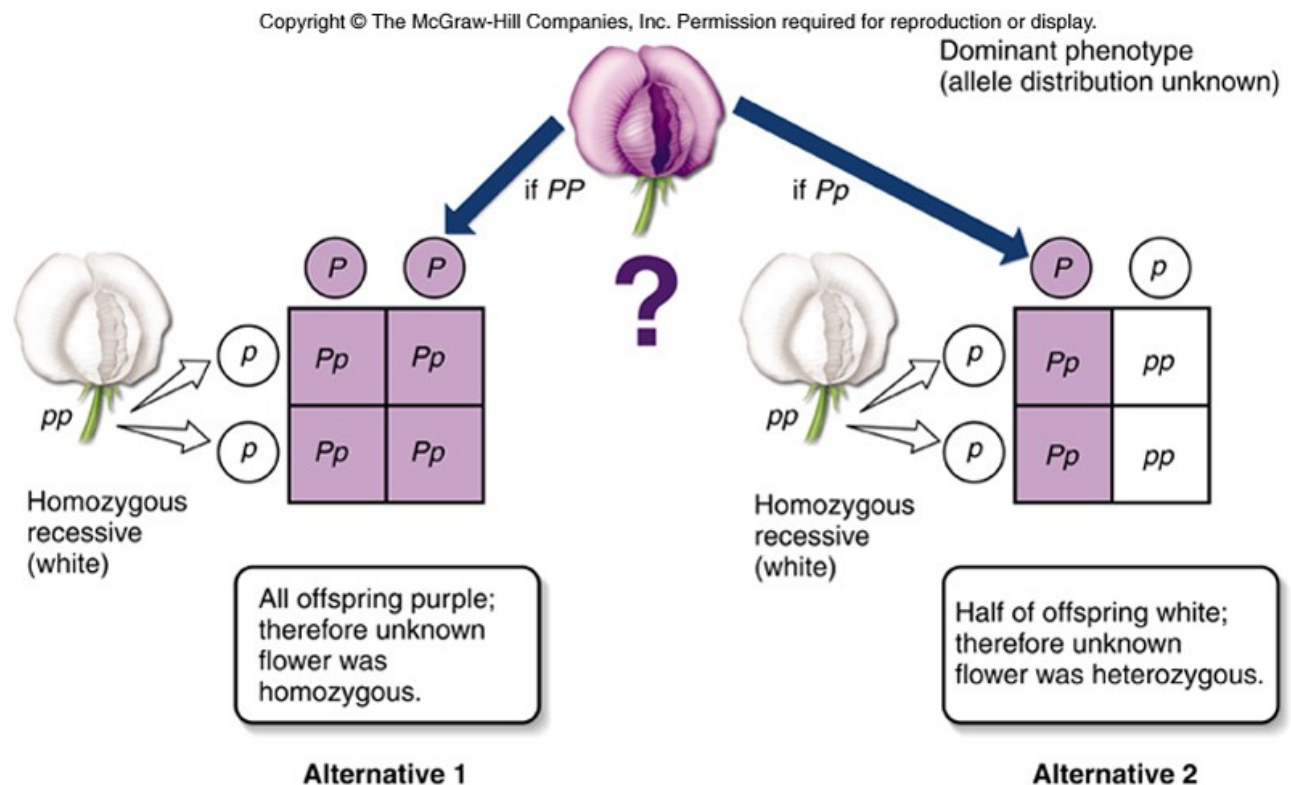 Copyright © The McGraw-Hill Companies, Inc. Permission required for reproduction or display.
Dominant phenotype
(allele distribution unknown)
if PP
if Pp
?
P P
p
Pp Pp
pp
p
Pp Pp
Homozygous
recessive
(white)
All offspring purple;
therefore unknown
flower was
homozygous.
Alternative 1
P p
p
Pp pp
pp
p
Pp pp
Homozygous
recessive
(white)
Half of offspring white;
therefore unknown
flower was heterozygous.
Alternative 2